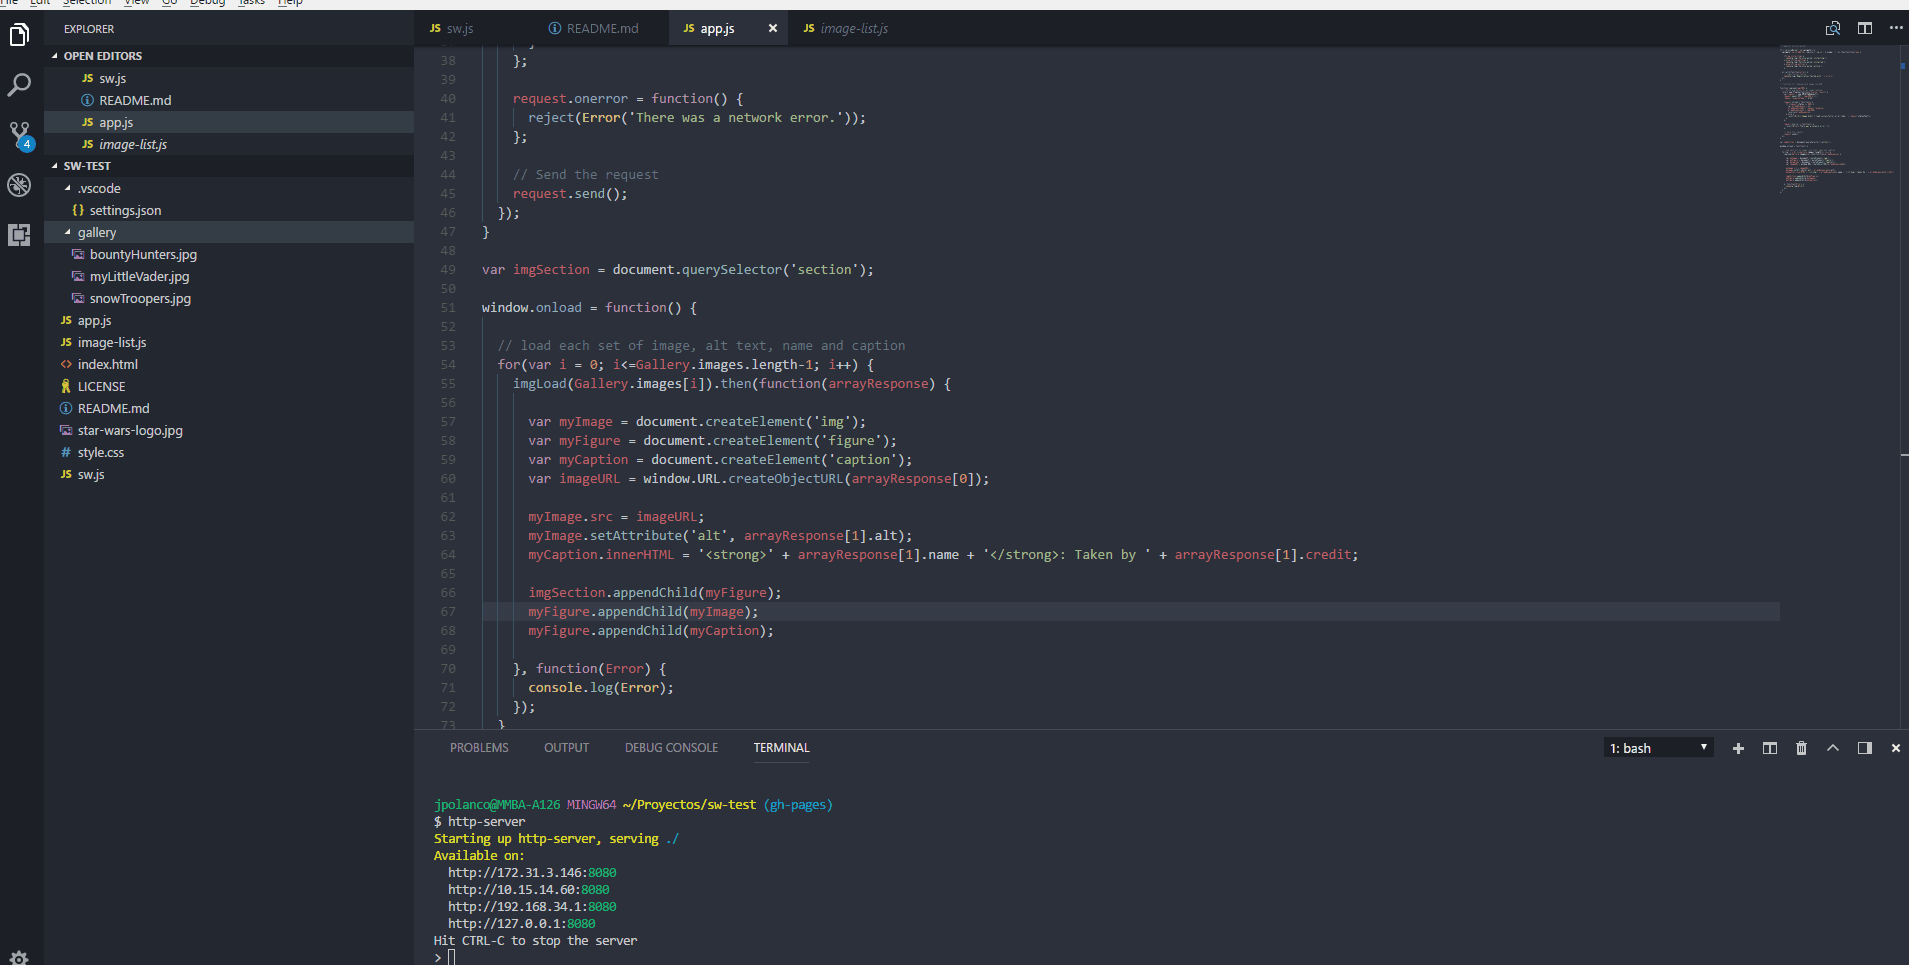 File Edit Selection View Go Debug Tasks Help
EXPLORER
OPEN EDITORS
JS sw.js
README.md
JS app.js
JS image-list.js
4
SW-TEST
.vscode
{} settings.json
gallery
bountyHunters.jpg
myLittleVader.jpg
snowTroopers.jpg
JS app.js
JS image-list.js
<> index.html
LICENSE
README.md
star-wars-logo.jpg
# style.css
JS sw.js
JS sw.js README.md JS app.js × JS image-list.js
38 };
39
40 request.onerror = function() {
41 reject(Error('There was a network error.'));
42 };
43
44 // Send the request
45 request.send();
46 });
47 }
48
49 var imgSection = document.querySelector('section');
50
51 window.onload = function() {
52
53 // load each set of image, alt text, name and caption
54 for(var i = 0; i<=Gallery.images.length-1; i++) {
55 imgLoad(Gallery.images[i]).then(function(arrayResponse) {
56
57 var myImage = document.createElement('img');
58 var myFigure = document.createElement('figure');
59 var myCaption = document.createElement('caption');
60 var imageURL = window.URL.createObjectURL(arrayResponse[0]);
61
62 myImage.src = imageURL;
63 myImage.setAttribute('alt', arrayResponse[1].alt);
64 myCaption.innerHTML = '<strong>' + arrayResponse[1].name + '</strong>: Taken by ' + arrayResponse[1].credit;
65
66 imgSection.appendChild(myFigure);
67 myFigure.appendChild(myImage);
68 myFigure.appendChild(myCaption);
69
70 }, function(Error) {
71 console.log(Error);
72 });
73 }
PROBLEMS OUTPUT DEBUG CONSOLE TERMINAL
1: bash
jpolanco@MMBA-A126 MINGW64 ~/Proyectos/sw-test (gh-pages)
$ http-server
Starting up http-server, serving ./
Available on:
http://172.31.3.146:8080
http://10.15.14.60:8080
http://192.168.34.1:8080
http://127.0.0.1:8080
Hit CTRL-C to stop the server
>